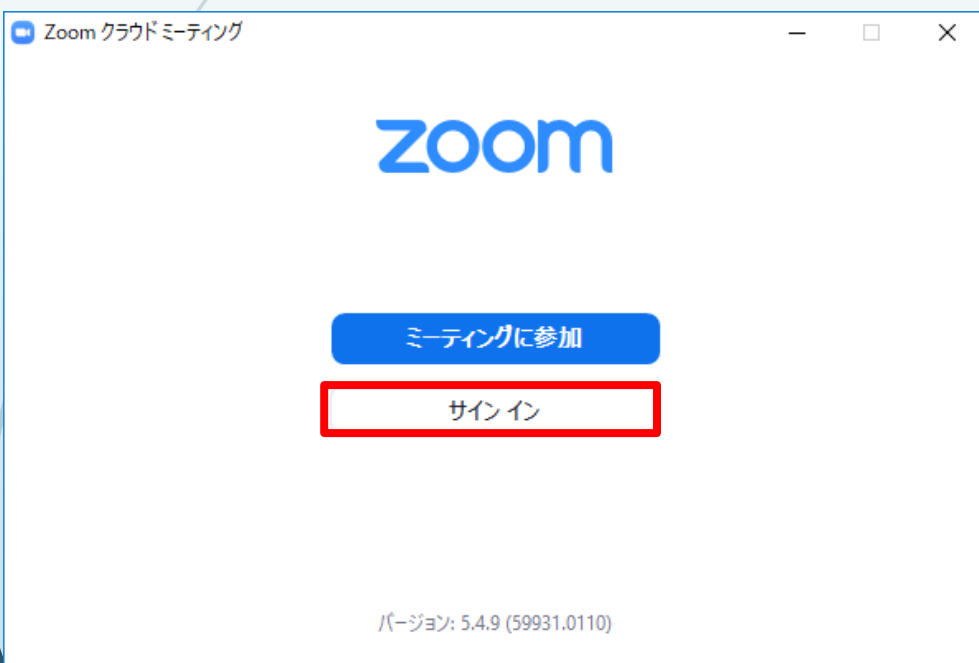 Zoom クラウド ミーティング
zoom
ミーティングに参加
サイン イン
バージョン: 5.4.9 (59931.0110)